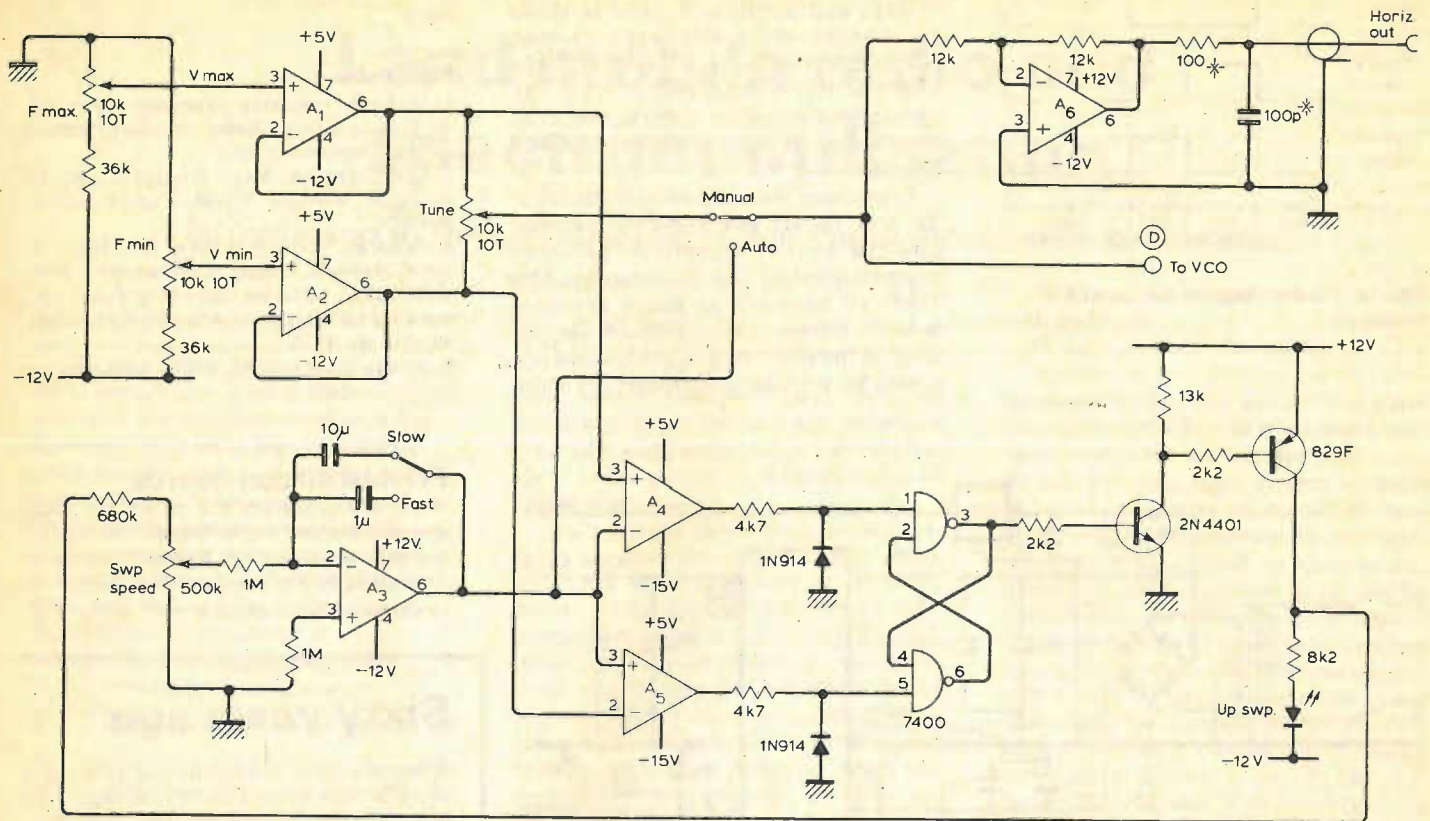 Horiz
out
+5V
V max
3
+
7
6
A1
2
−
4
−12V
10k
10T
F max.
36k
12k
12k
100*
2
−
7
+12V
A6
6
3
+
4
−12V
100p*
Tune
10k
10T
Manual
Auto
D
To VCO
+5V
F min
V min
3
+
7
6
A2
2
−
4
−12V
10k 10T
36k
−12V
+12V
13k
2k2
829F
2N4401
10μ
Slow
1μ
Fast
680k
Swp
speed
500k
1M
+12V.
2
−
7
6
A3
3
+
4
−12V
1M
+5V
3
+
A4
2
−
−15V
4k7
1N914
1
2
3
2k2
+5V
3
+
A5
2
−
−15V
4k7
1N914
4
5
6
7400
8k2
Up swp.
−12V